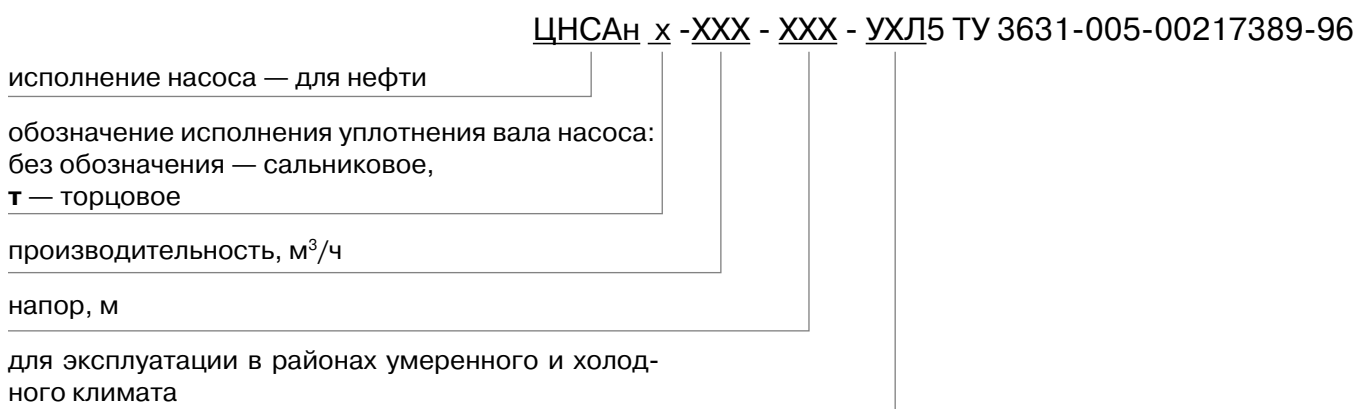 ЦНСАн х -ХХХ - ХХХ - УХЛ5 ТУ 3631-005-00217389-96
исполнение насоса — для нефти
обозначение исполнения уплотнения вала насоса:
без обозначения — сальниковое,
т — торцовое
производительность, м³/ч
напор, м
для эксплуатации в районах умеренного и холод-
ного климата